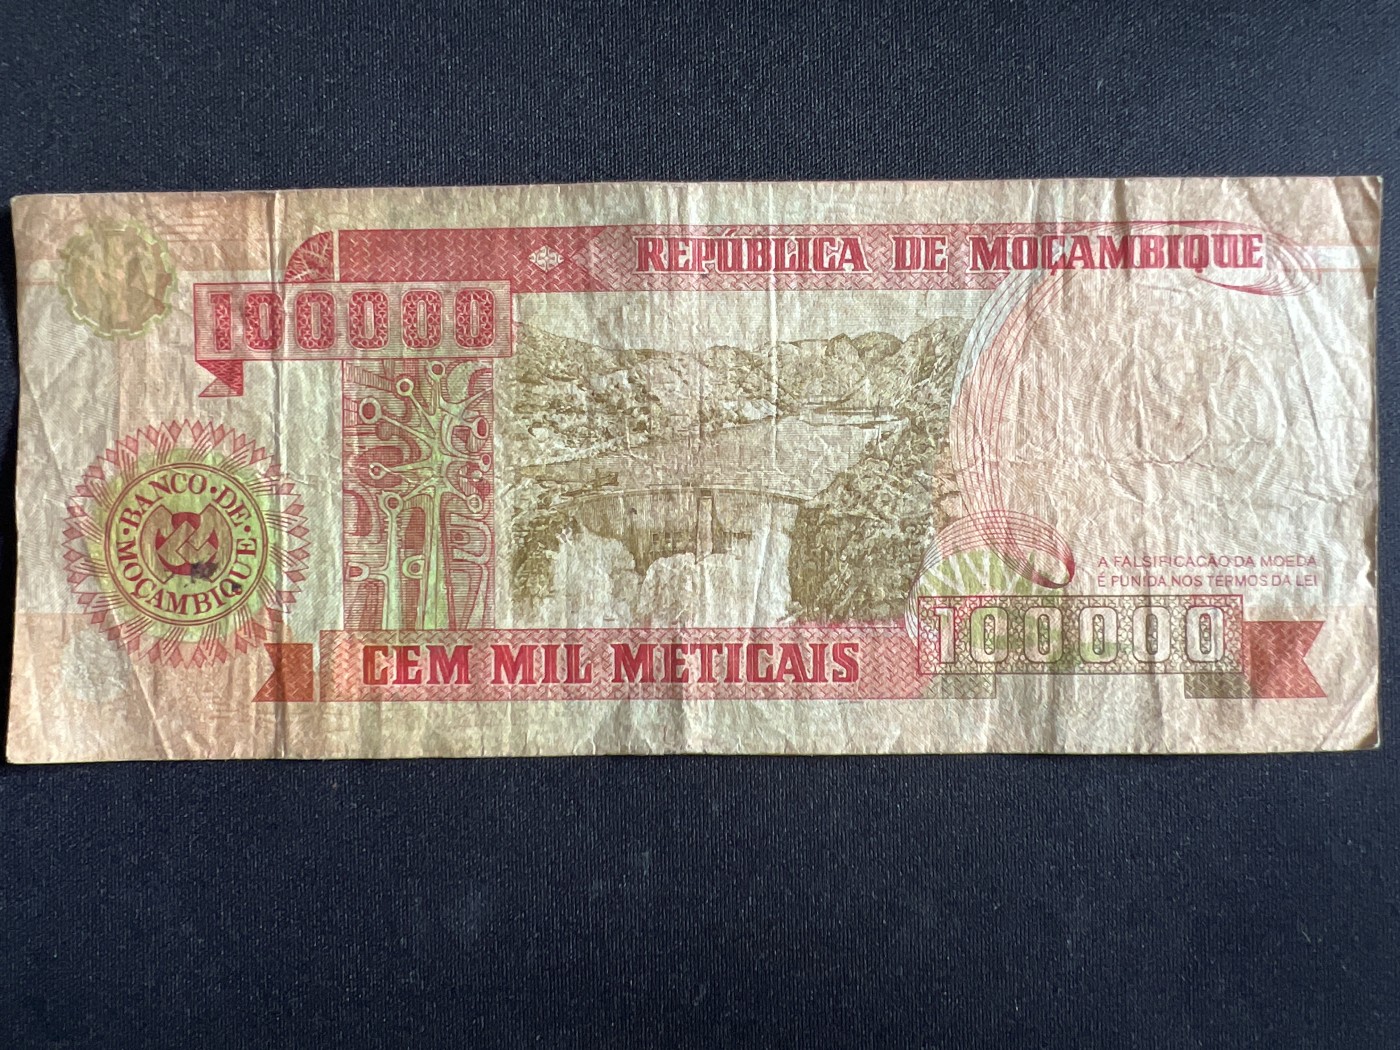 REPÚBLICA DE MOÇAMBIQUE
100000
BANCO • DE
• MOÇAMBIQUE •
A FALSIFICAÇÃO DA MOEDA
É PUNIDA NOS TERMOS DA LEI
100000
CEM MIL METICAIS